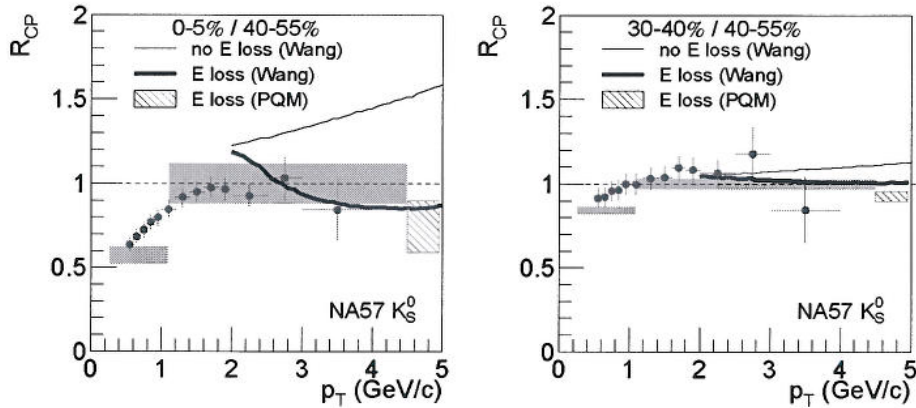 0-5% / 40-55%
no E loss (Wang)
E loss (Wang)
E loss (PQM)
R_CP
2
1.5
1
0.5
0
NA57 K_S^0
0 1 2 3 4 5
p_T (GeV/c)
30-40% / 40-55%
no E loss (Wang)
E loss (Wang)
E loss (PQM)
R_CP
2
1.5
1
0.5
0
NA57 K_S^0
0 1 2 3 4 5
p_T (GeV/c)